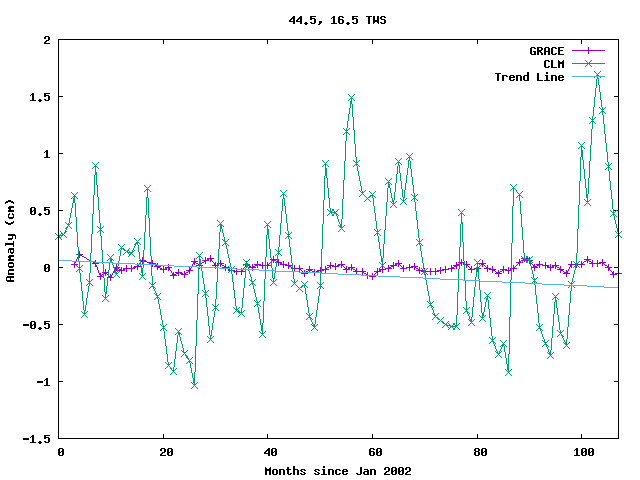 44.5, 16.5 TWS
GRACE
CLM
Trend Line
2
1.5
1
0.5
0
-0.5
-1
-1.5
Anomaly (cm)
0 20 40 60 80 100
Months since Jan 2002